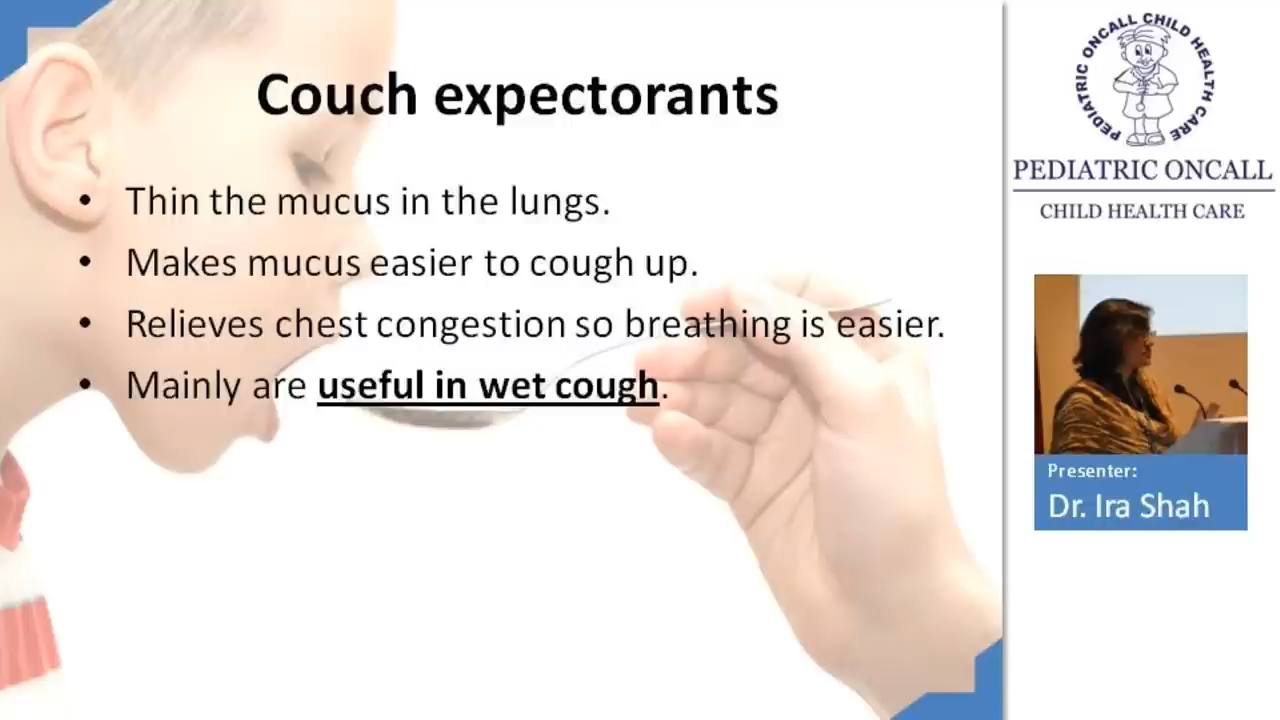 Couch expectorants
• Thin the mucus in the lungs.
• Makes mucus easier to cough up.
• Relieves chest congestion so breathing is easier.
• Mainly are useful in wet cough.
PEDIATRIC ONCALL CHILD HEALTH CARE
PEDIATRIC ONCALL
CHILD HEALTH CARE
Presenter:
Dr. Ira Shah